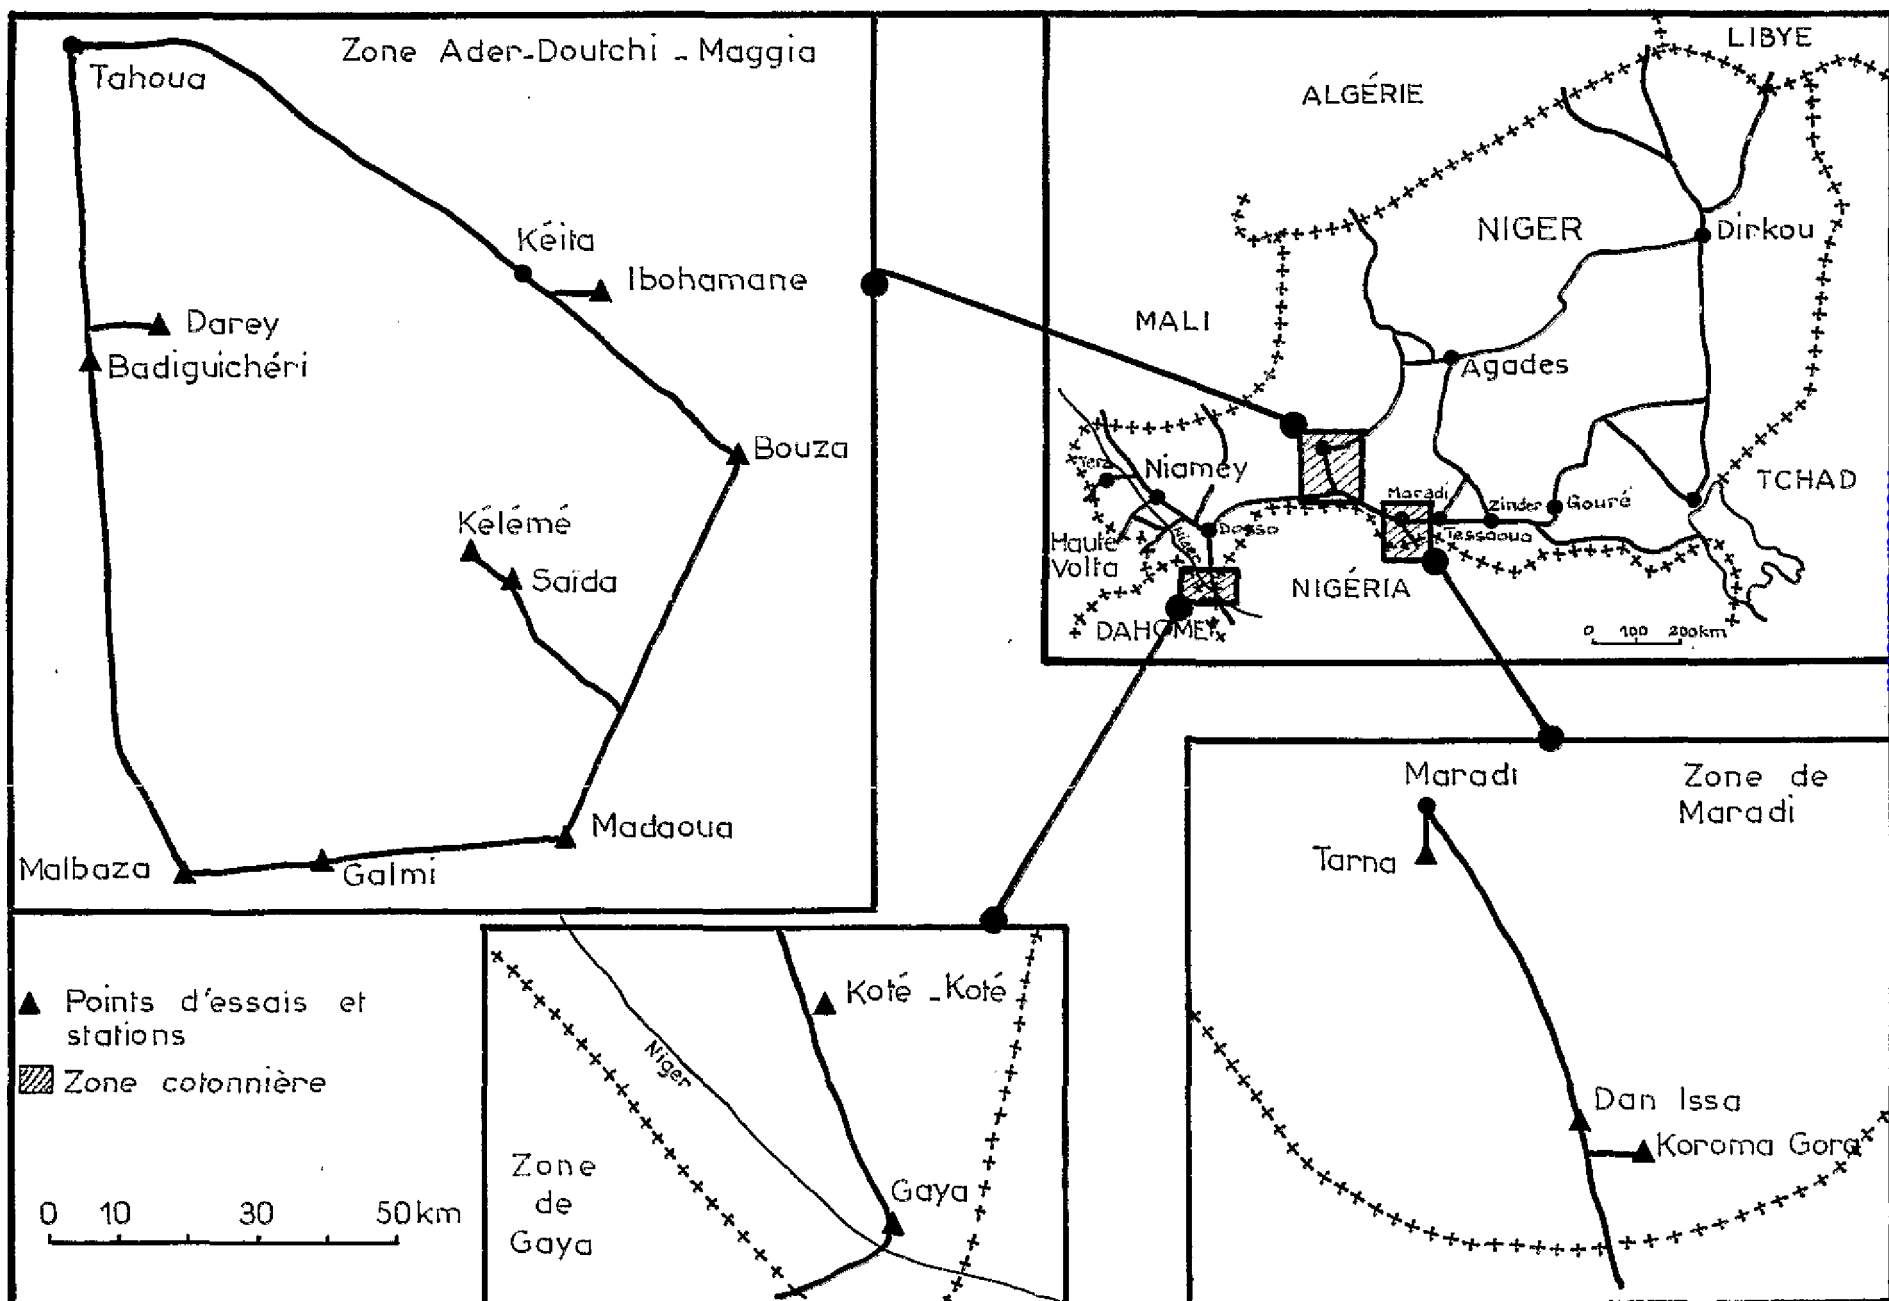 Zone Ader-Doutchi - Maggia
Tahoua
Kéita
Ibohamane
Darey
Badiguichéri
Bouza
Kélémé
Saïda
Madaoua
Malbaza
Galmi
LIBYE
ALGÉRIE
NIGER
Dirkou
MALI
Agades
TCHAD
Tera
Niamey
Maradi
Zinder
Gouré
Dosso
Tessaoua
Niger
Haute
Volta
NIGÉRIA
DAHOMEY
0 100 200km
Points d'essais et
stations
Zone cotonnière
0 10 30 50km
Koté - Koté
Niger
Gaya
Zone
de
Gaya
Maradi
Zone de
Maradi
Tarna
Dan Issa
Koroma Gora